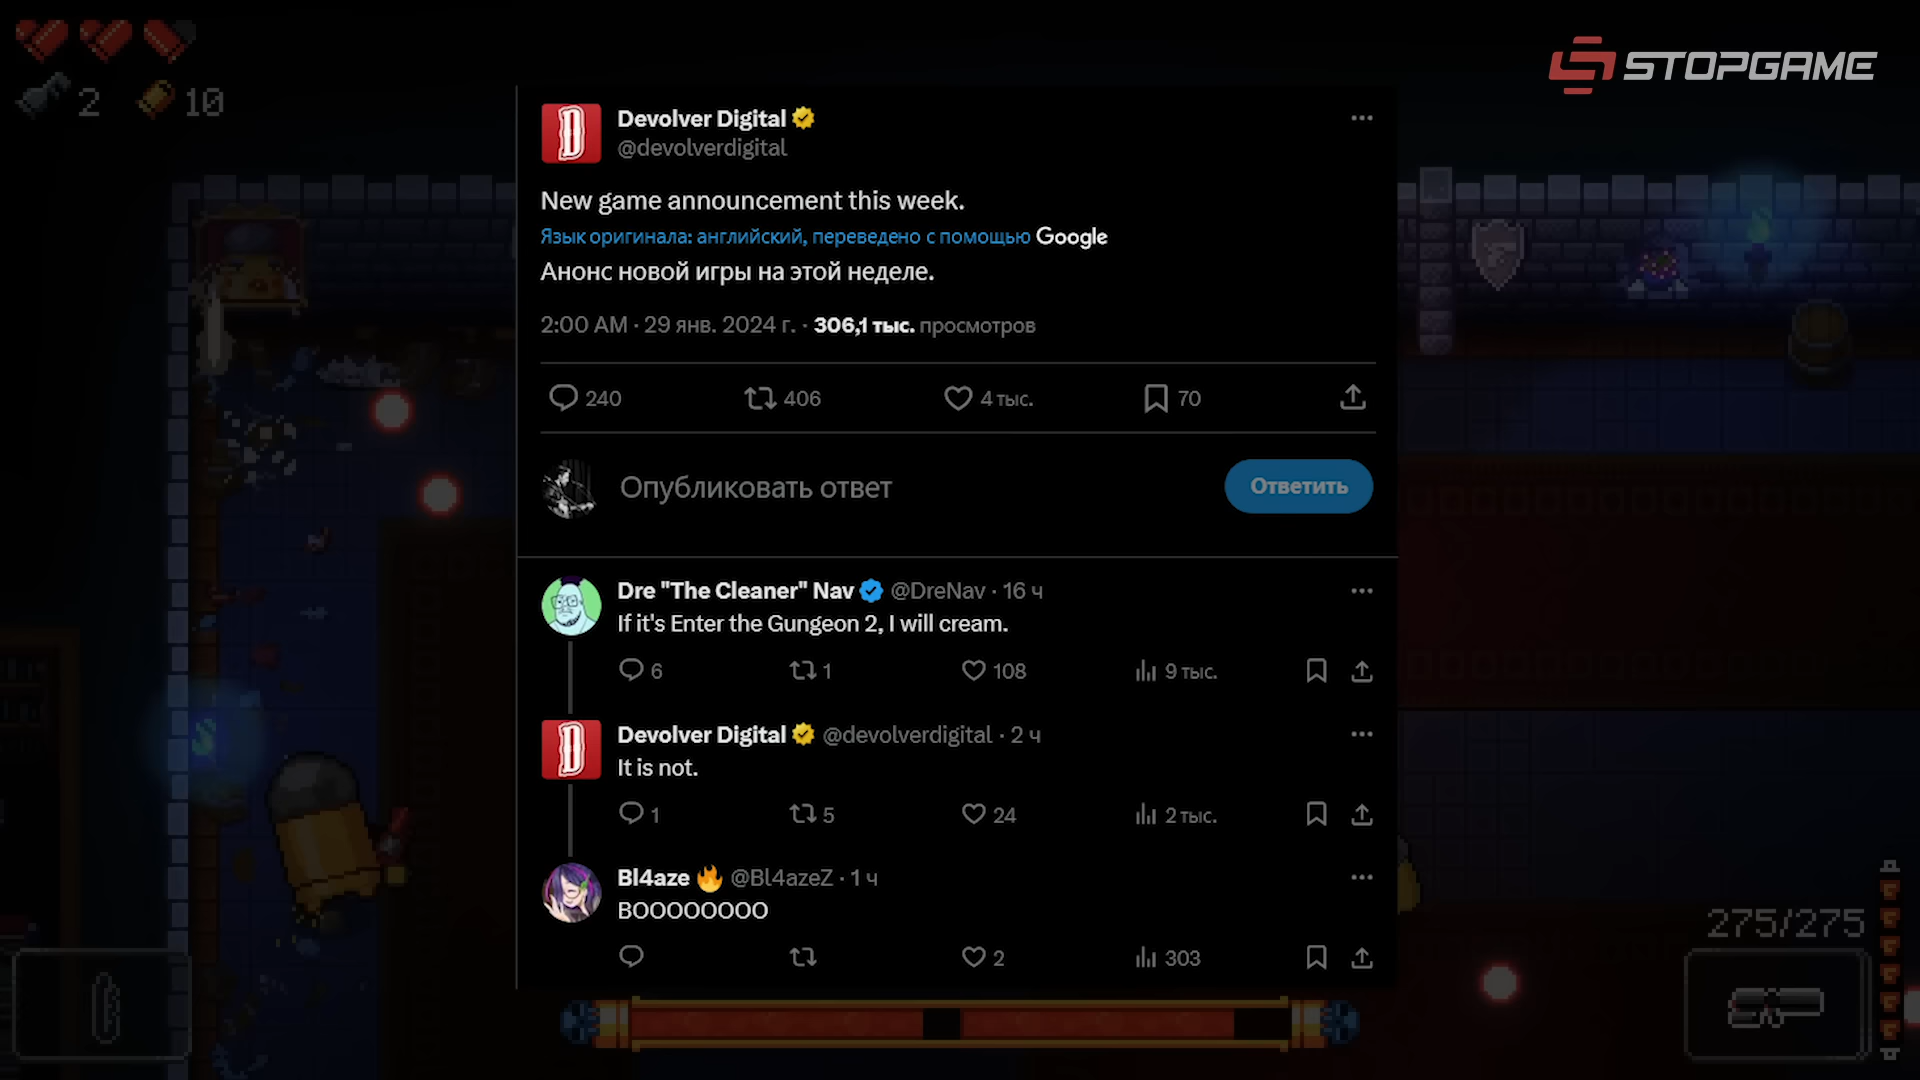 2 10
STOPGAME
Devolver Digital
@devolverdigital
New game announcement this week.
Язык оригинала: английский, переведено с помощью Google
Анонс новой игры на этой неделе.
2:00 AM · 29 янв. 2024 г. · 306,1 тыс. просмотров
240 406 4 тыс. 70
Опубликовать ответ
Ответить
Dre "The Cleaner" Nav @DreNav · 16 ч
If it's Enter the Gungeon 2, I will cream.
6 1 108 9 тыс.
Devolver Digital @devolverdigital · 2 ч
It is not.
1 5 24 2 тыс.
Bl4aze 🔥 @Bl4azeZ · 1 ч
BOOOOOOOO
2 303
275/275